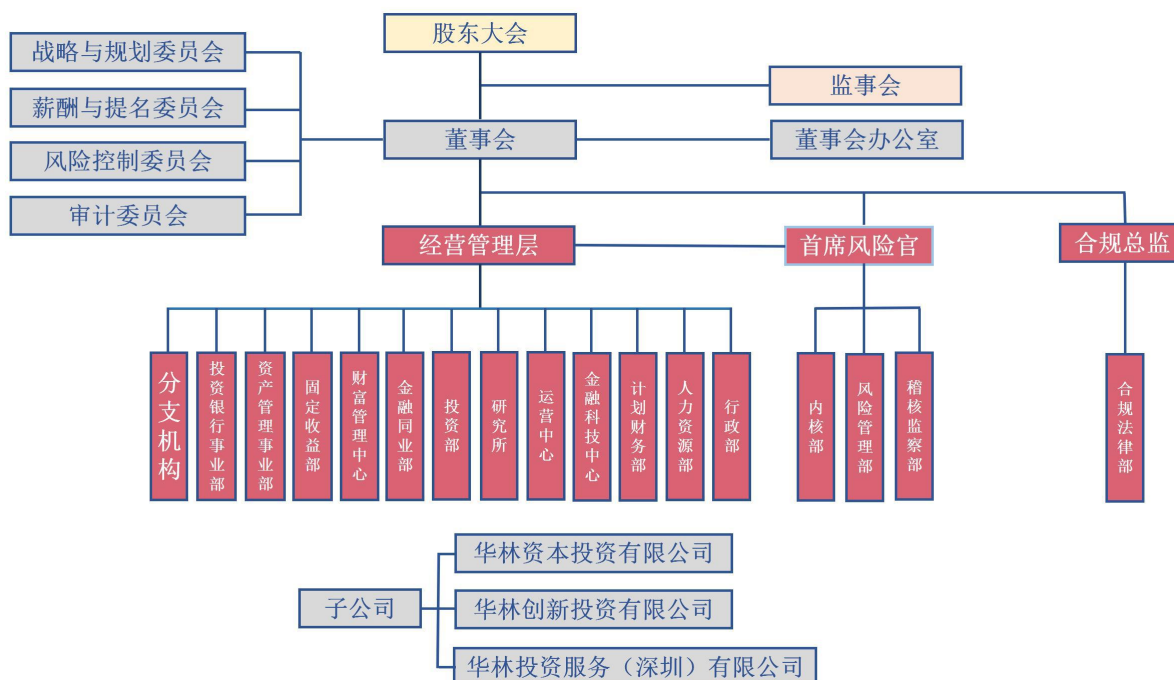 股东大会
战略与规划委员会
监事会
薪酬与提名委员会
董事会
董事会办公室
风险控制委员会
审计委员会
经营管理层
首席风险官
合规总监
分支机构
投资银行事业部
资产管理事业部
固定收益部
财富管理中心
金融同业部
投资部
研究所
运营中心
金融科技中心
计划财务部
人力资源部
行政部
内核部
风险管理部
稽核监察部
合规法律部
华林资本投资有限公司
子公司
华林创新投资有限公司
华林投资服务（深圳）有限公司